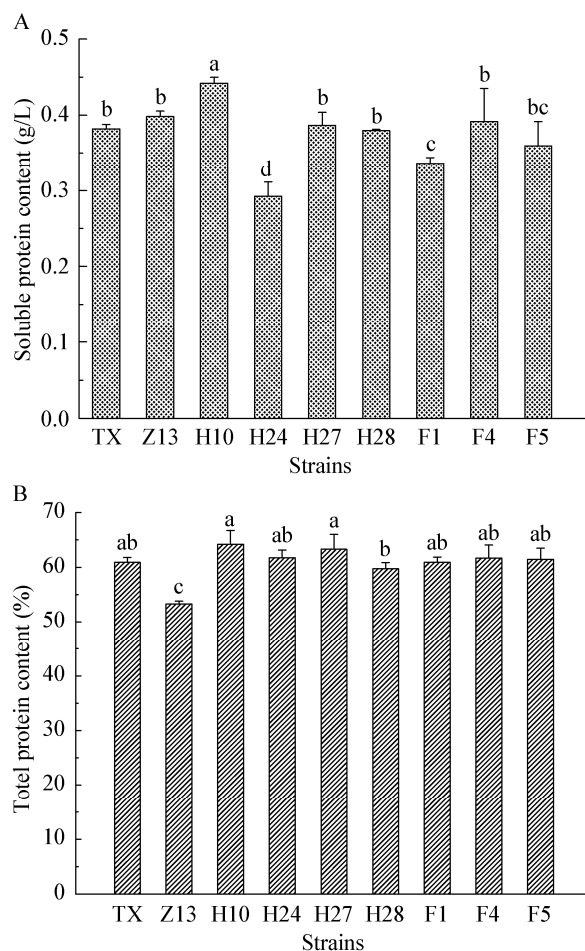 A
Soluble protein content (g/L)
0.5
0.4
0.3
0.2
0.1
0.0
b b a d b b c b bc
TX Z13 H10 H24 H27 H28 F1 F4 F5
Strains
B
Totel protein content (%)
70
60
50
40
30
20
10
0
ab c a ab a b ab ab ab
TX Z13 H10 H24 H27 H28 F1 F4 F5
Strains